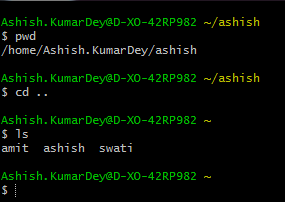 Ashish.KumarDey@D-XO-42RP982 ~/ashish
$ pwd
/home/Ashish.KumarDey/ashish
Ashish.KumarDey@D-XO-42RP982 ~/ashish
$ cd ..
Ashish.KumarDey@D-XO-42RP982 ~
$ ls
amit  ashish  swati
Ashish.KumarDey@D-XO-42RP982 ~
$